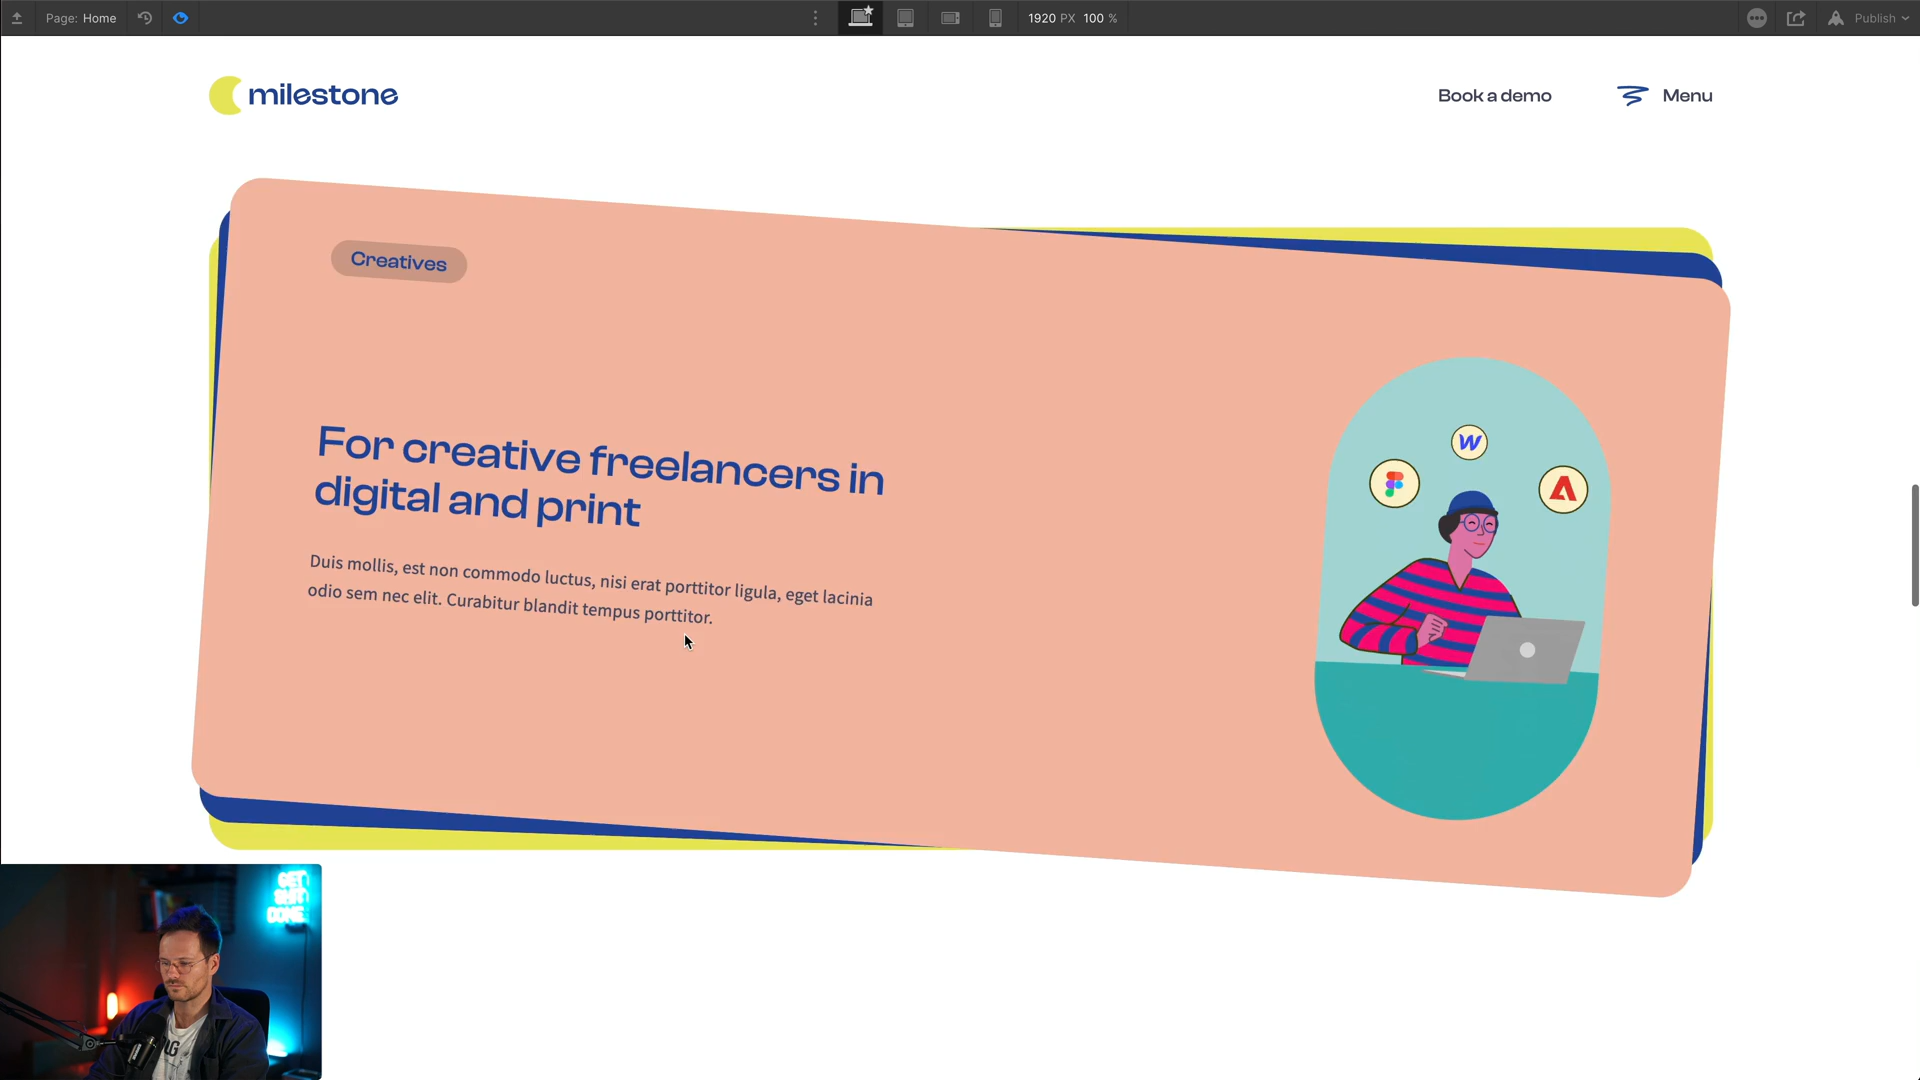 Page: Home
1920 PX 100 %
Publish
milestone
Book a demo
Menu
Creatives
For creative freelancers in
digital and print
Duis mollis, est non commodo luctus, nisi erat porttitor ligula, eget lacinia
odio sem nec elit. Curabitur blandit tempus porttitor.
W
GET
SHIT
DONE